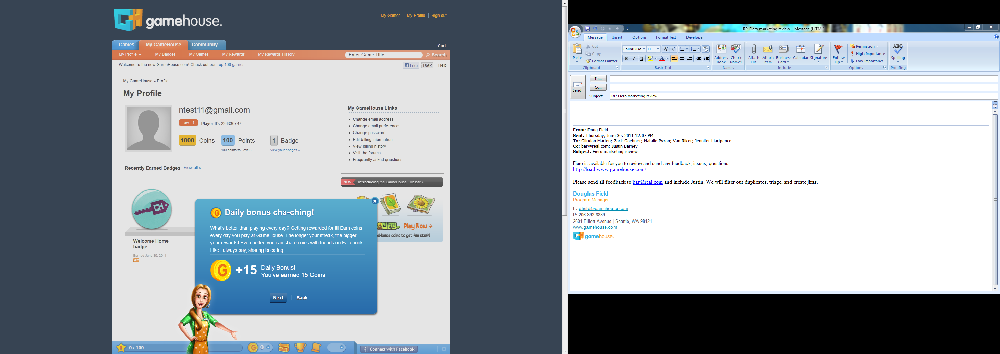 gamehouse.
My Games | My Profile | Sign out
Games My GameHouse Community
Cart
My Profile My Badges My Games My Rewards My Rewards History
Enter Game Title Search
Welcome to the new GameHouse.com! Check out our Top 100 games.
Like 186K Help
My GameHouse » Profile
My Profile
ntest11@gmail.com
Level 1 Player ID: 226336737
1000 Coins 100 Points 1 Badge
100 points to Level 2 View your badges »
My GameHouse Links
• Change email address
• Change email preferences
• Change password
• Edit billing information
• View billing history
• Visit the forums
• Frequently asked questions
Recently Earned Badges View all »
NEW Introducing the GameHouse Toolbar »
GH
Welcome Home
badge
Earned June 30, 2011
NEW
Play Now
to get fun stuff!
G Daily bonus cha-ching!
What's better than playing every day? Getting rewarded for it! Earn coins
every day you play at GameHouse. The longer your streak, the bigger
your rewards! Even better, you can share coins with friends on Facebook.
Like I always say, sharing is caring.
G +15 Daily Bonus!
You've earned 15 Coins
Next | Back
0 0 / 100
G 0
Connect with Facebook
RE: Fiero marketing review - Message (HTML)
Message Insert Options Format Text Developer
Paste
Cut
Copy
Format Painter
Clipboard
Calibri (Bo 11
B I U
Basic Text
Address Book
Check Names
Names
Attach File
Attach Item
Business Card
Calendar
Signature
Include
Follow Up
Permission
High Importance
Low Importance
Options
ABC
Spelling
Proofing
Send
To...
Cc...
Subject: RE: Fiero marketing review
From: Doug Field
Sent: Thursday, June 30, 2011 12:07 PM
To: Glindon Marten; Zack Goehner; Natalie Pyron; Van Riker; Jennifer Hartpence
Cc: bar@real.com; Justin Barney
Subject: Fiero marketing review
Fiero is available for you to review and send any feedback, issues, questions.
http://load.www.gamehouse.com/
Please send all feedback to bar@real.com and include Justin. We will filter out duplicates, triage, and create jiras.
Douglas Field
Program Manager
E: dfield@gamehouse.com
P: 206.892.6889
2601 Elliott Avenue | Seattle, WA 98121
www.gamehouse.com
gamehouse.